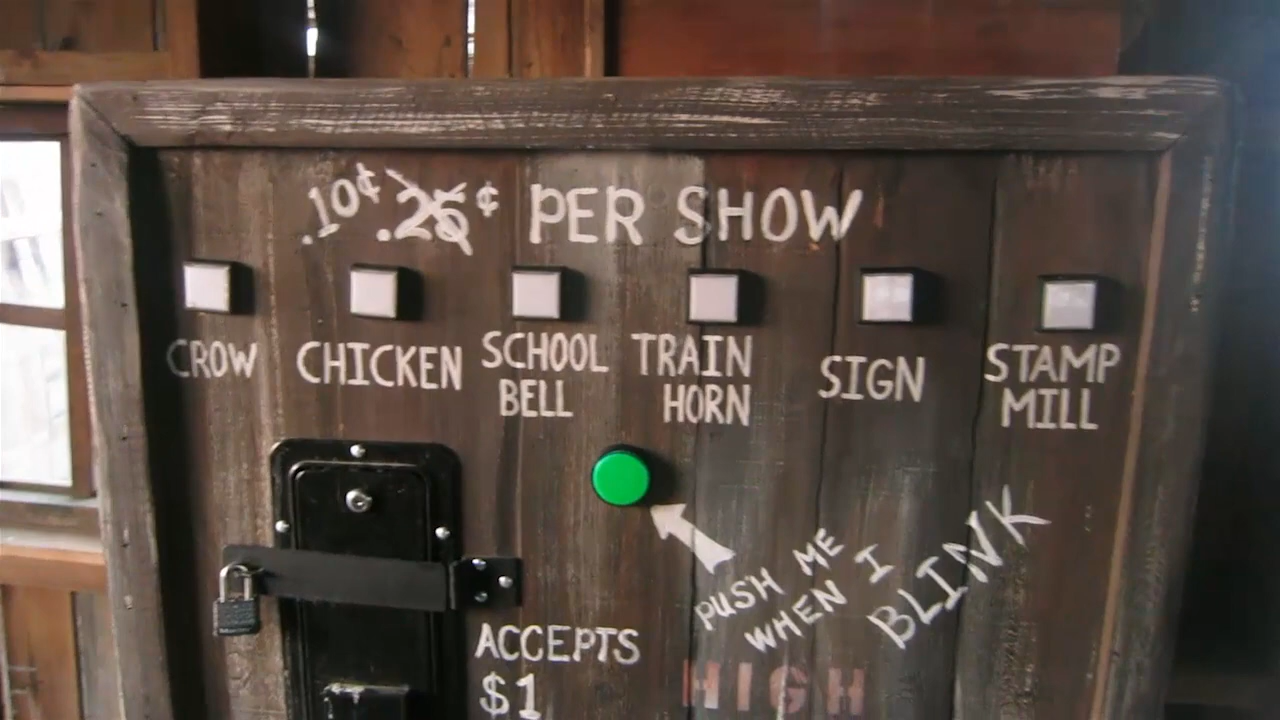 .10¢ .25¢ PER SHOW
CROW
CHICKEN
SCHOOL
BELL
TRAIN
HORN
SIGN
STAMP
MILL
PUSH ME
WHEN I
BLINK
ACCEPTS
$1
HIGH